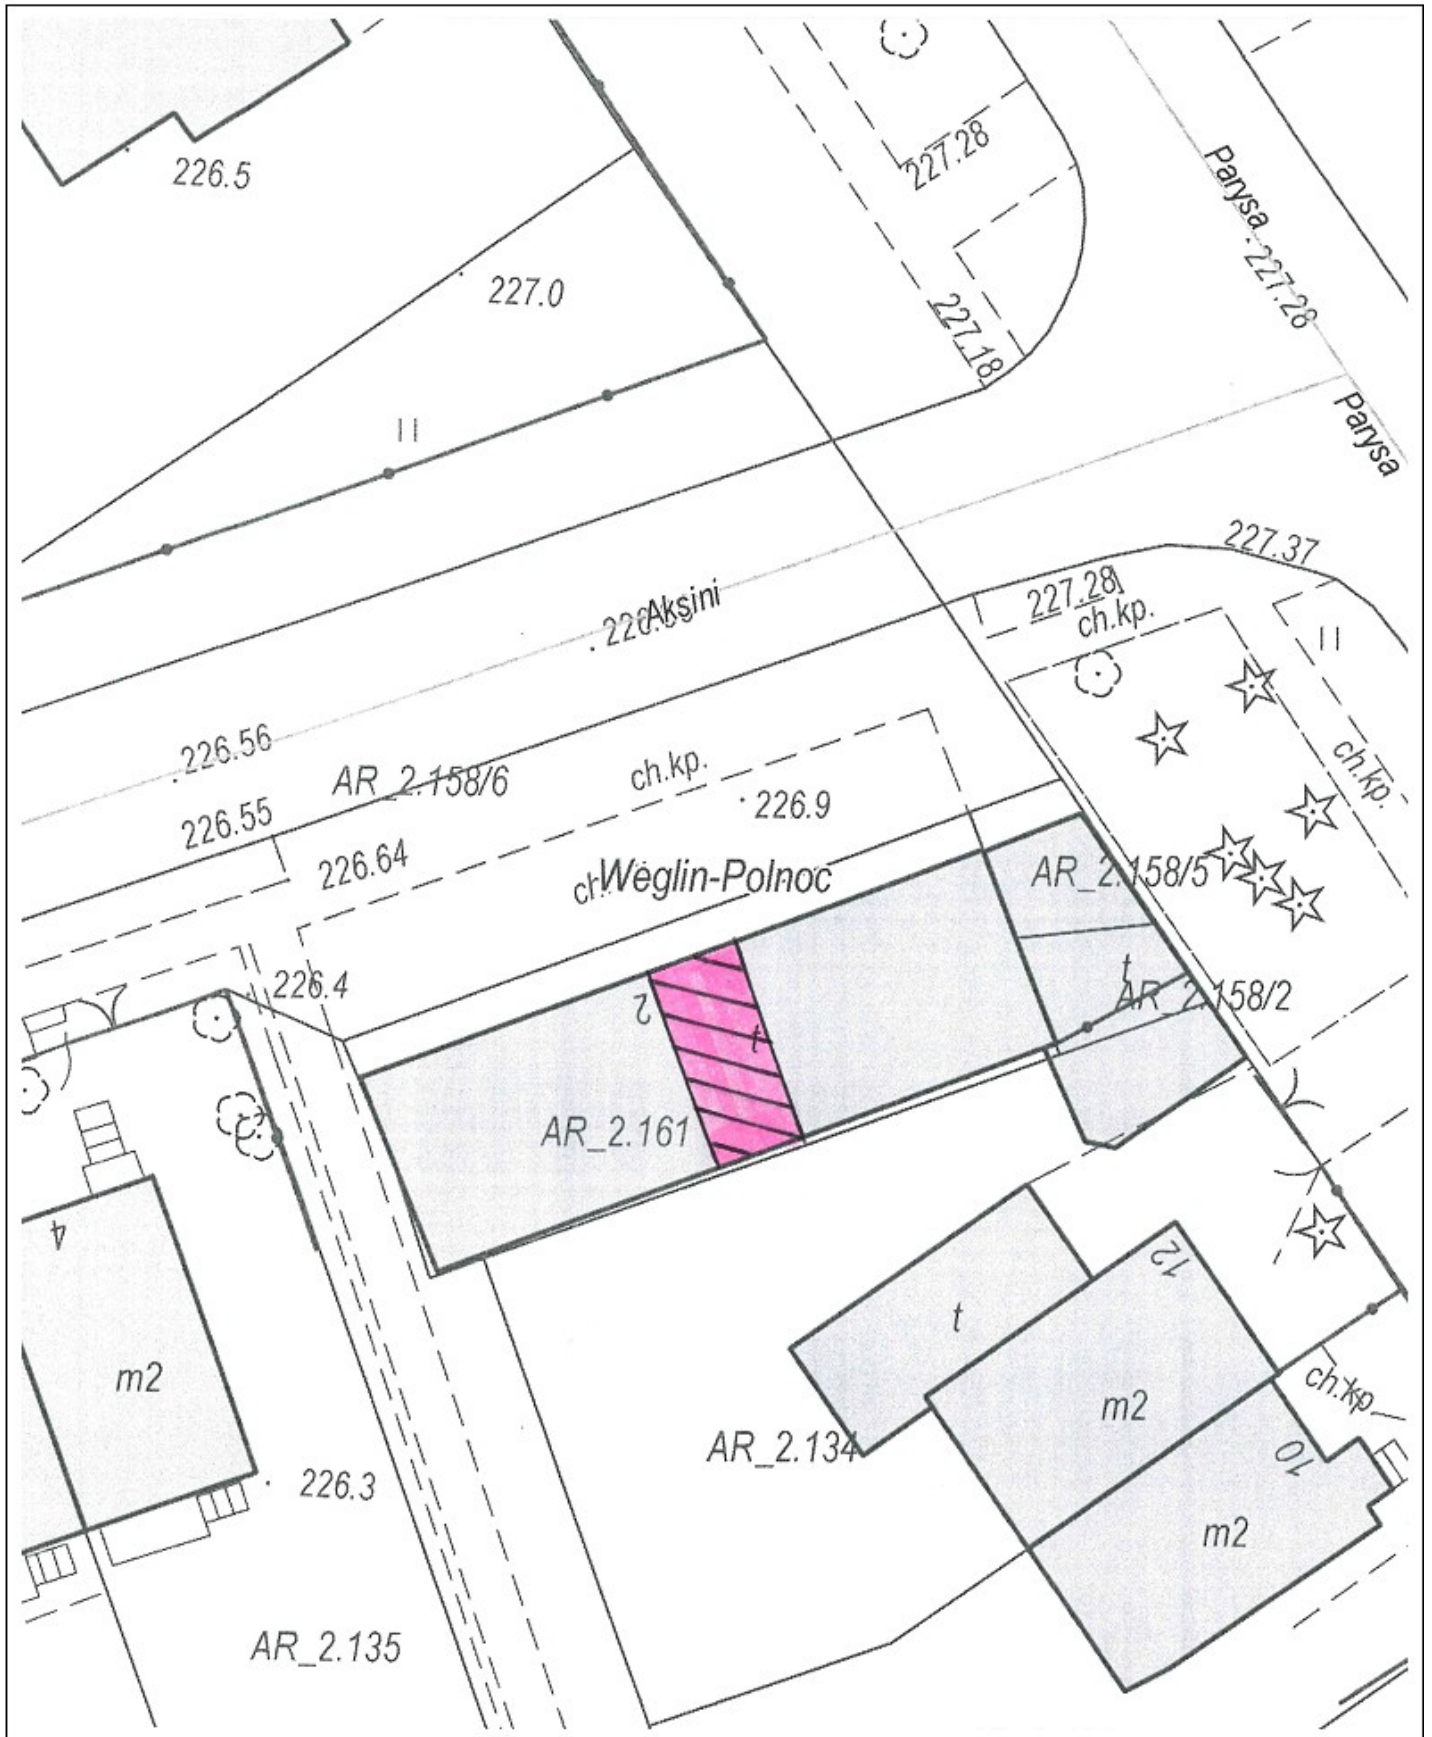 226.5
227.28
Parysa
227.28
227.0
227.18
Parysa
227.37
227.28
ch.kp.
Aksini
226.56
AR_2.158/6
ch.kp.
226.9
ch.kp.
226.55
226.64
Węglin-Polnoc
AR_2.158/5
226.4
2
t
t
AR_2.158/2
AR_2.161
4
12
t
m2
m2
ch.kp.
AR_2.134
10
226.3
m2
AR_2.135